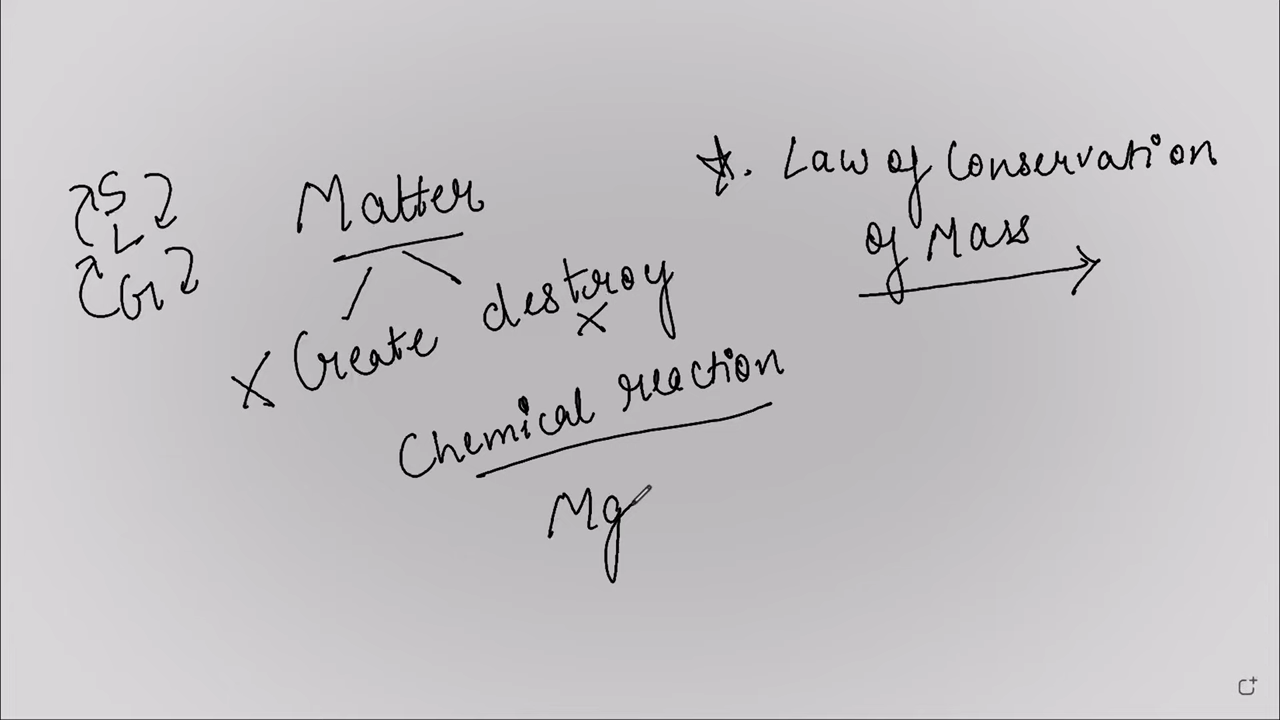 S
L
G
Matter
X Create destroy
X
Chemical reaction
Mg
*. Law of Conservation
of Mass